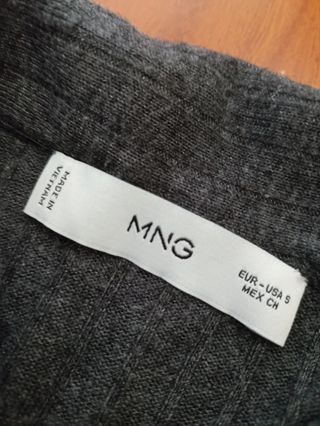 MADE IN
VIETNAM
MNG
EUR-USA S
MEX CH